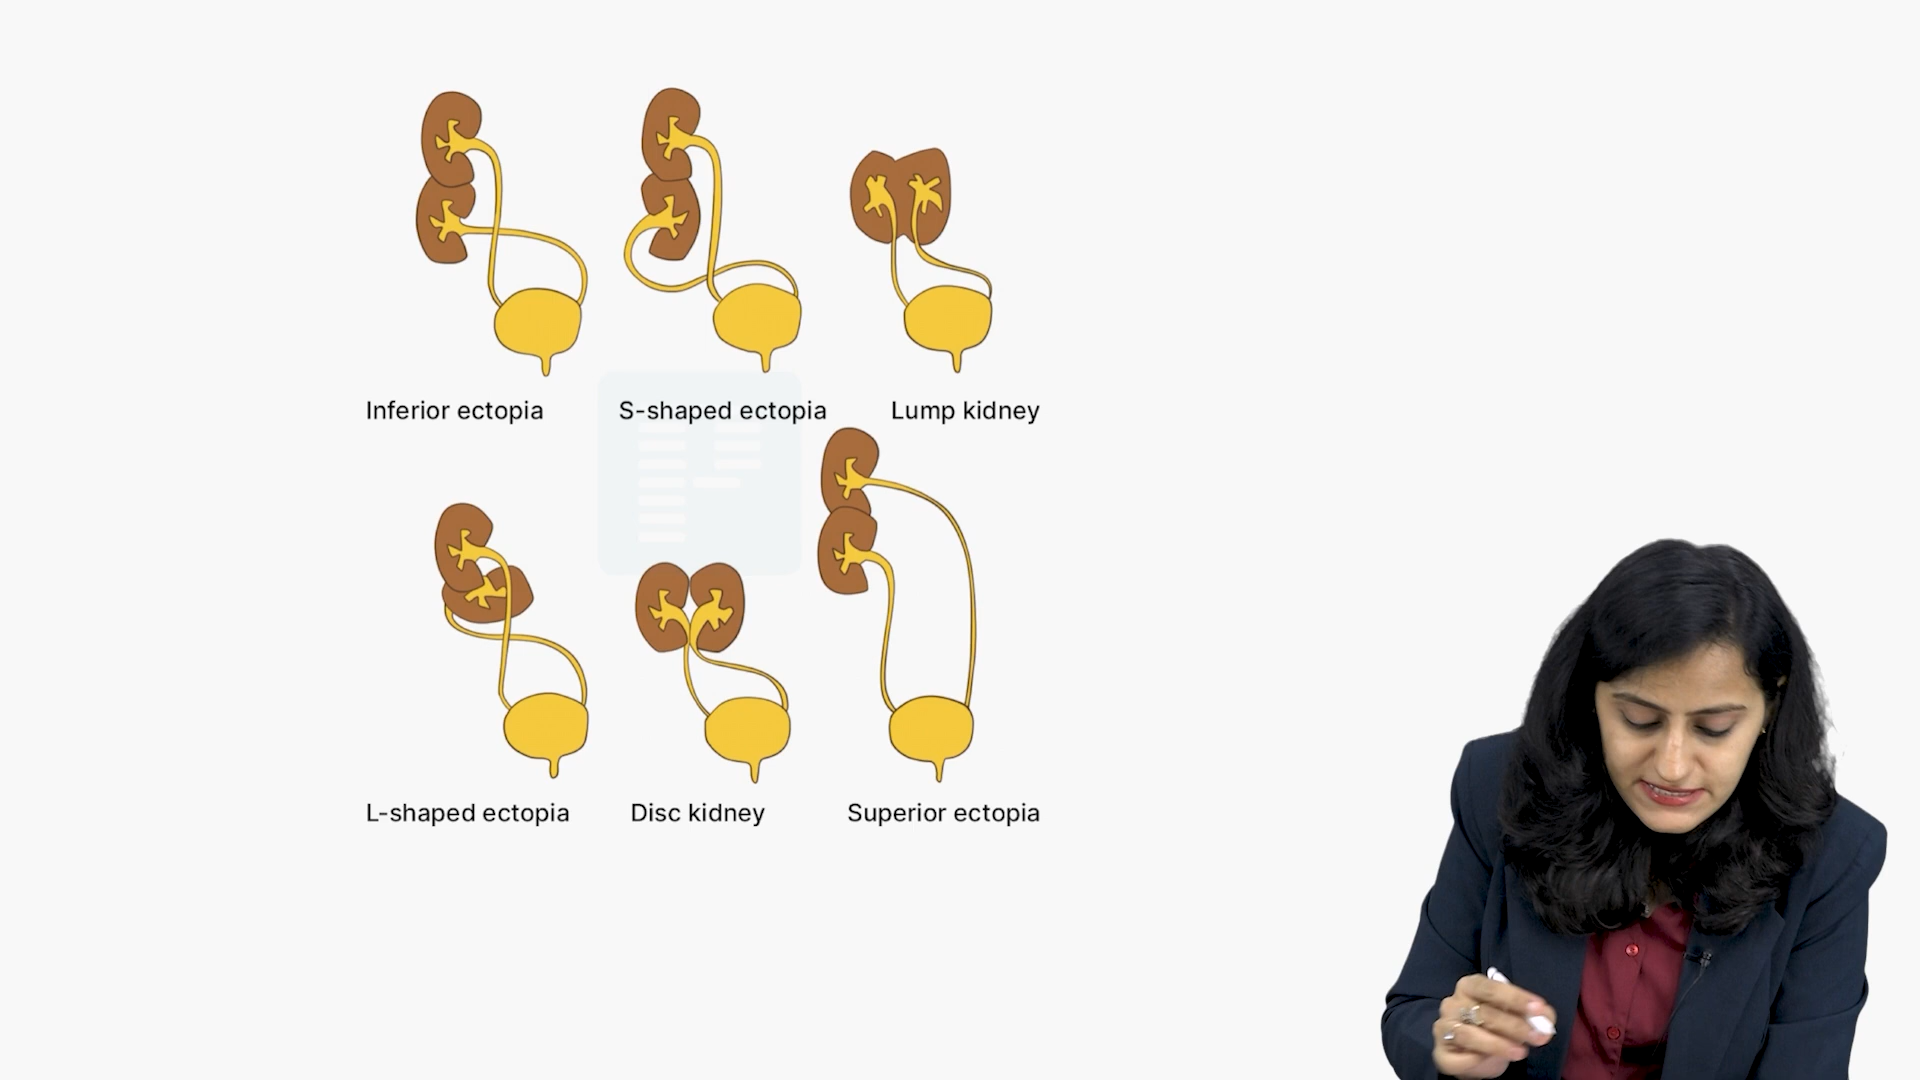 Inferior ectopia
S-shaped ectopia
Lump kidney
L-shaped ectopia
Disc kidney
Superior ectopia